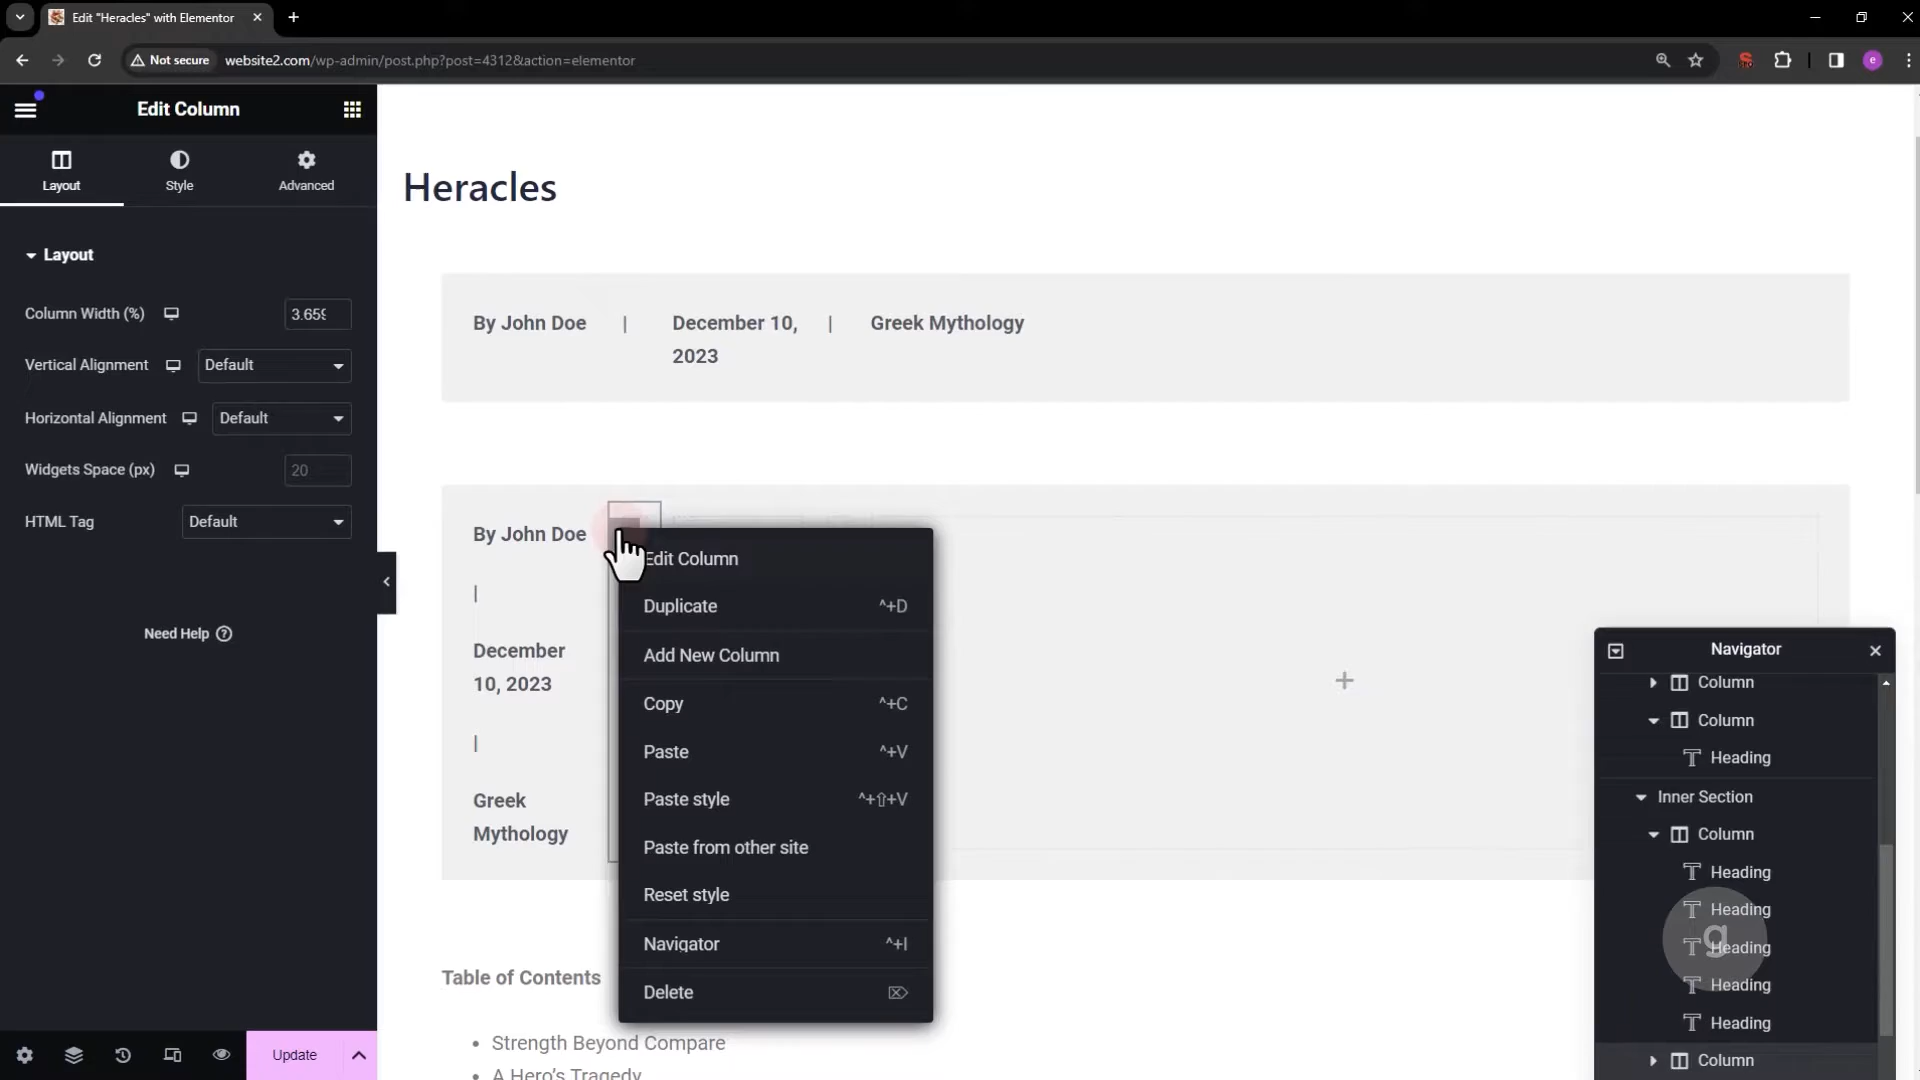 Edit "Heracles" with Elementor
Not secure
website2.com/wp-admin/post.php?post=4312&action=elementor
e
Edit Column
Layout
Style
Advanced
Layout
Column Width (%)
3.659
Vertical Alignment
Default
Horizontal Alignment
Default
Widgets Space (px)
20
HTML Tag
Default
Need Help
Update
Heracles
By John Doe
|
December 10,
2023
|
Greek Mythology
By John Doe
|
December
10, 2023
|
Greek
Mythology
Edit Column
Duplicate ^+D
Add New Column
Copy ^+C
Paste ^+V
Paste style ^+⇧+V
Paste from other site
Reset style
Navigator ^+I
Delete
Table of Contents
• Strength Beyond Compare
• A Hero's Tragedy
Navigator
Column
Column
Heading
Inner Section
Column
Heading
Heading
Heading
Heading
Heading
Column
g